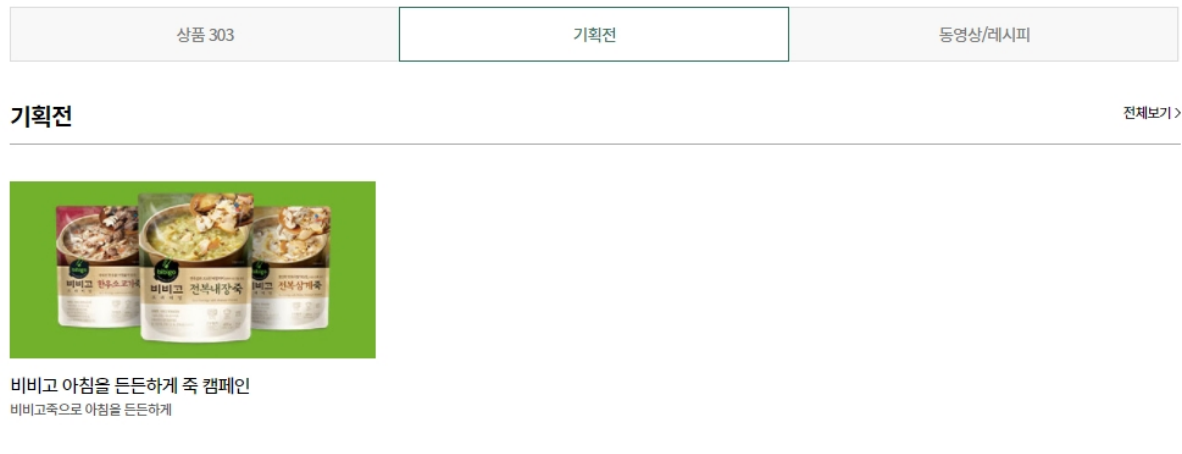 상품 303
기획전
동영상/레시피
기획전
전체보기 >
bibigo
비비고
한우소고기죽
bibigo
비비고
전복내장죽
bibigo
비비고
전복삼계죽
비비고 아침을 든든하게 죽 캠페인
비비고죽으로 아침을 든든하게